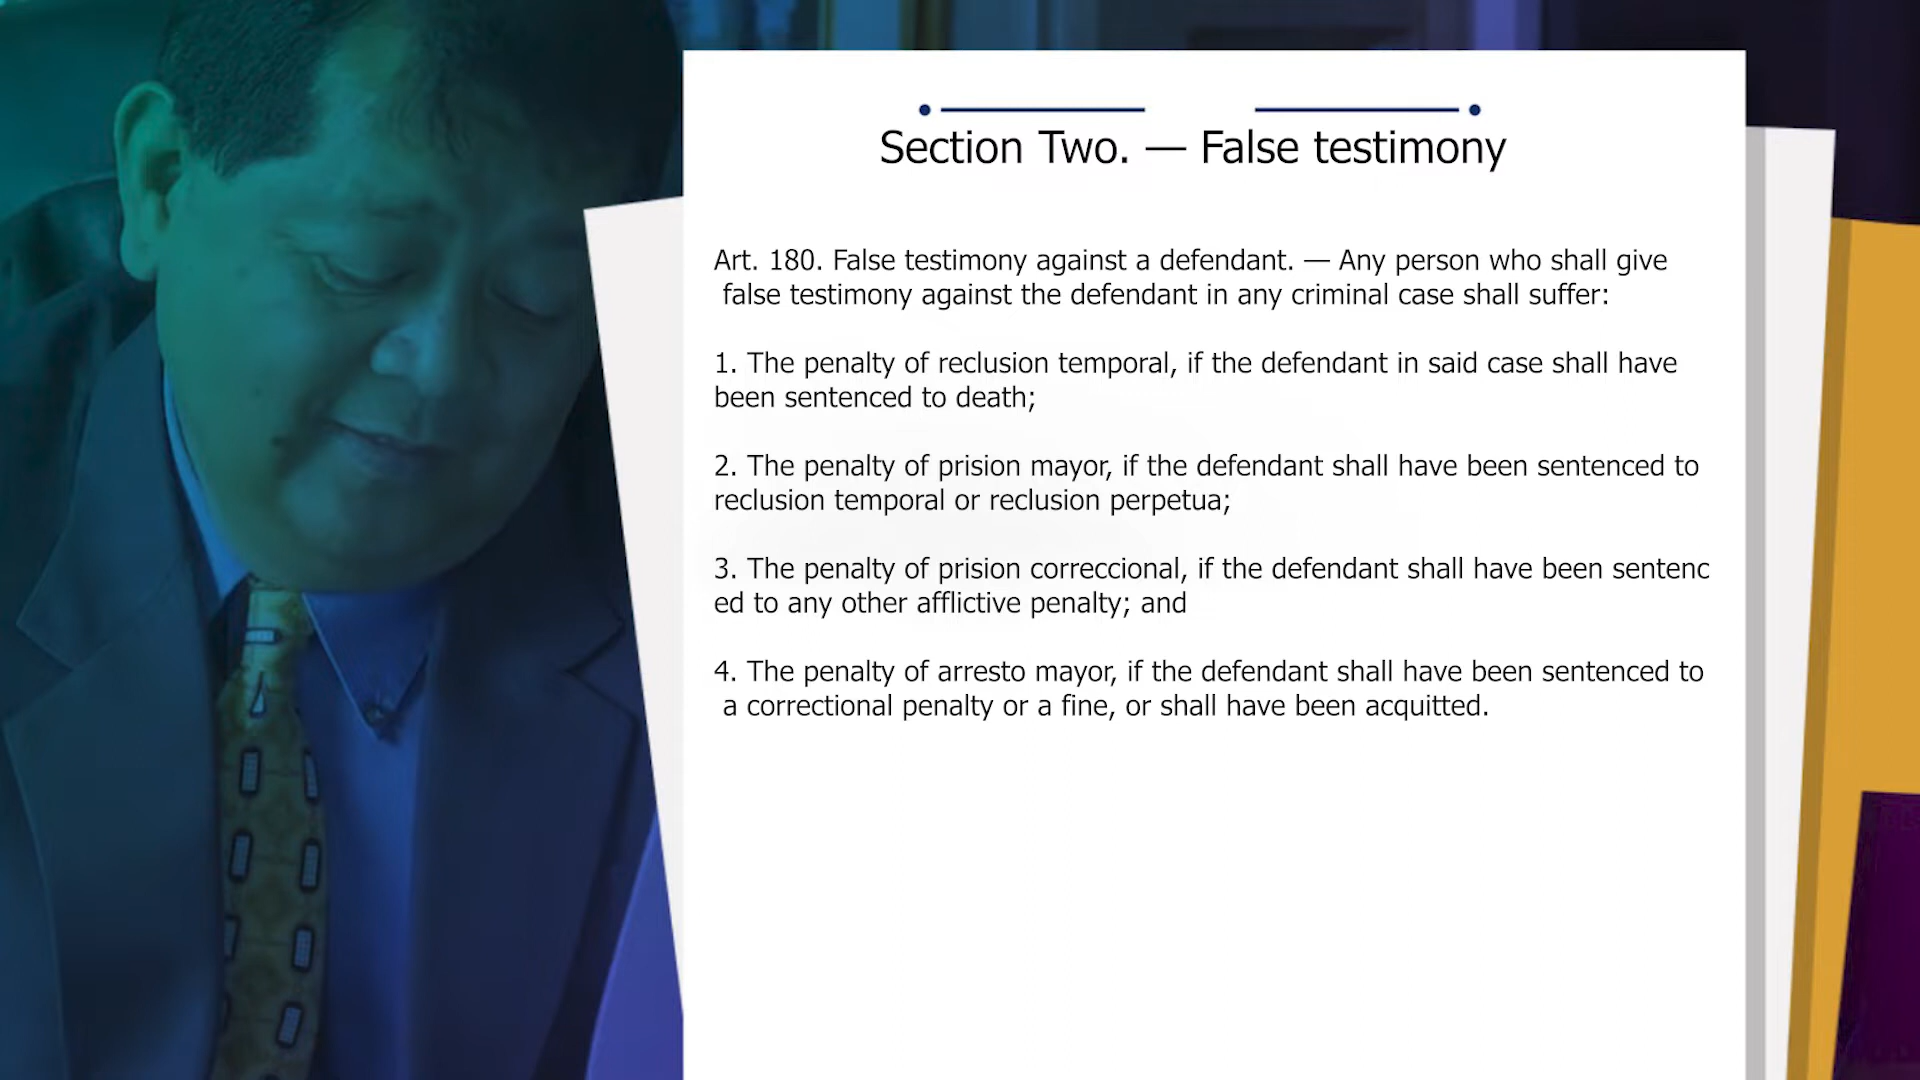 Section Two. — False testimony
Art. 180. False testimony against a defendant. — Any person who shall give
false testimony against the defendant in any criminal case shall suffer:
1. The penalty of reclusion temporal, if the defendant in said case shall have
been sentenced to death;
2. The penalty of prision mayor, if the defendant shall have been sentenced to
reclusion temporal or reclusion perpetua;
3. The penalty of prision correccional, if the defendant shall have been sentenc
ed to any other afflictive penalty; and
4. The penalty of arresto mayor, if the defendant shall have been sentenced to
a correctional penalty or a fine, or shall have been acquitted.